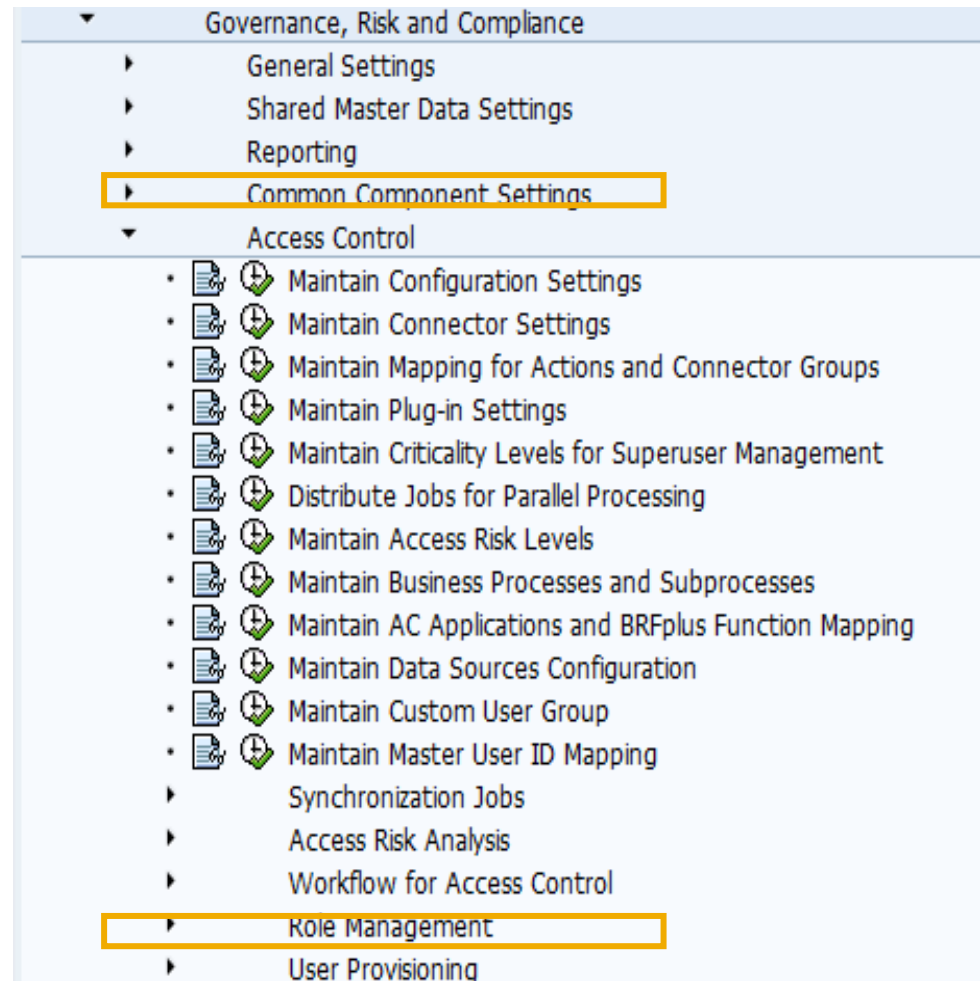 Governance, Risk and Compliance
General Settings
Shared Master Data Settings
Reporting
Common Component Settings
Access Control
Maintain Configuration Settings
Maintain Connector Settings
Maintain Mapping for Actions and Connector Groups
Maintain Plug-in Settings
Maintain Criticality Levels for Superuser Management
Distribute Jobs for Parallel Processing
Maintain Access Risk Levels
Maintain Business Processes and Subprocesses
Maintain AC Applications and BRFplus Function Mapping
Maintain Data Sources Configuration
Maintain Custom User Group
Maintain Master User ID Mapping
Synchronization Jobs
Access Risk Analysis
Workflow for Access Control
Role Management
User Provisioning